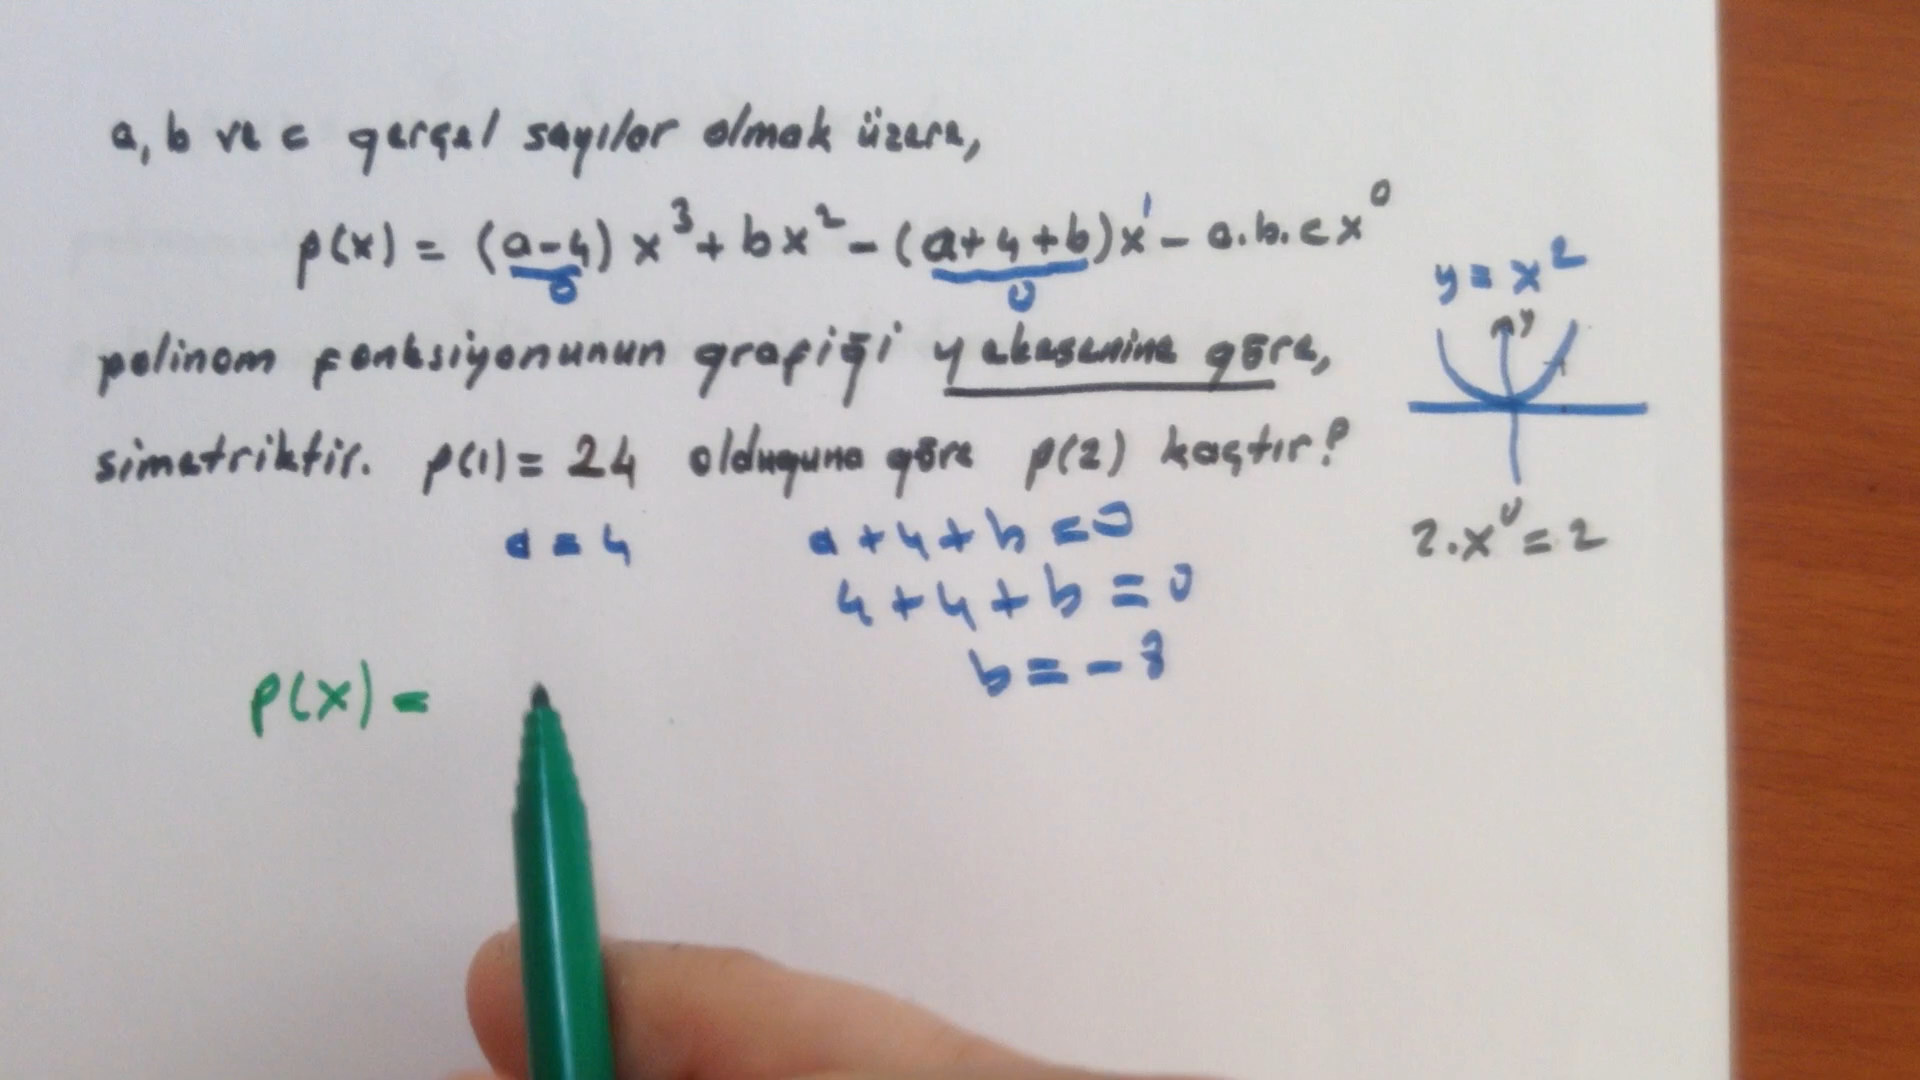 a, b ve c gerçel sayılar olmak üzere,
p(x) = (a-4) x³ + bx² - (a+4+b)x¹ - a.b.c x⁰
0 0
polinom fonksiyonunun grafiği y eksenine göre,
simetriktir. p(1) = 24 olduğuna göre p(2) kaçtır?
y = x²
y
2.x⁰ = 2
a = 4
a + 4 + b = 0
4 + 4 + b = 0
b = - 8
p(x) =